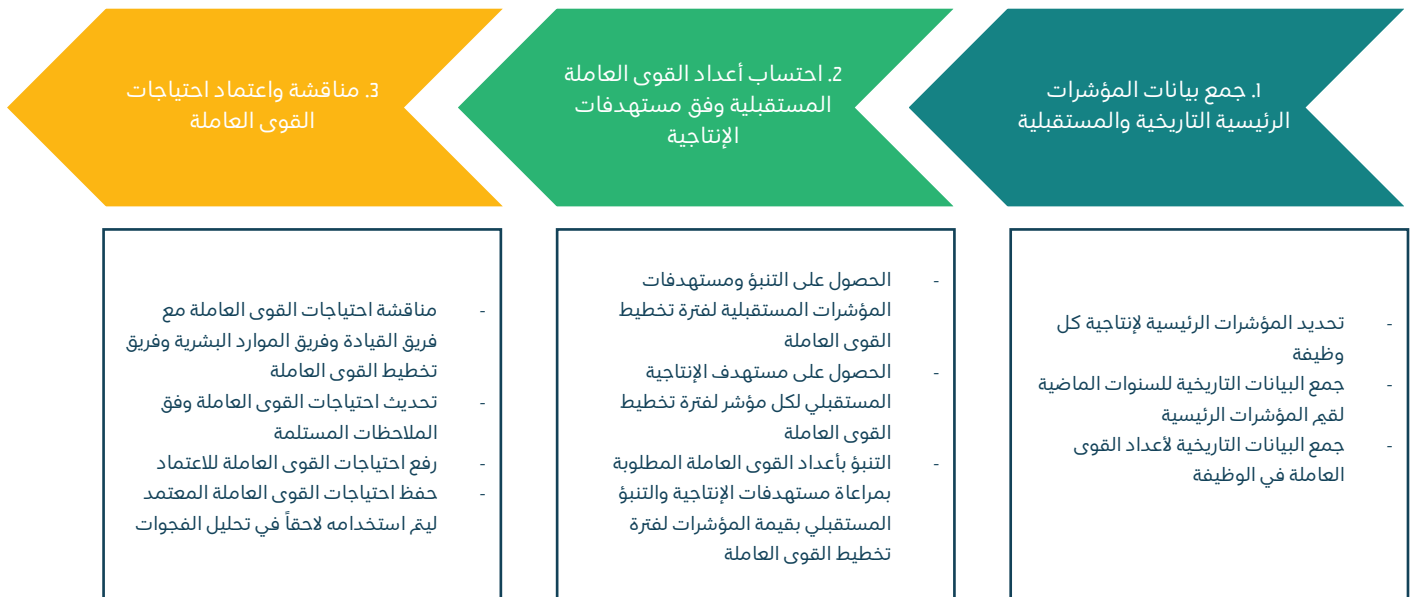 1. جمع بيانات المؤشرات
الرئيسية التاريخية والمستقبلية
2. احتساب أعداد القوى العاملة
المستقبلية وفق مستهدفات
الإنتاجية
3. مناقشة واعتماد احتياجات
القوى العاملة
- تحديد المؤشرات الرئيسية لإنتاجية كل
وظيفة
- جمع البيانات التاريخية للسنوات الماضية
لقيم المؤشرات الرئيسية
- جمع البيانات التاريخية لأعداد القوى
العاملة في الوظيفة
- الحصول على التنبؤ ومستهدفات
المؤشرات المستقبلية لفترة تخطيط
القوى العاملة
- الحصول على مستهدف الإنتاجية
المستقبلي لكل مؤشر لفترة تخطيط
القوى العاملة
- التنبؤ بأعداد القوى العاملة المطلوبة
بمراعاة مستهدفات الإنتاجية والتنبؤ
المستقبلي بقيمة المؤشرات لفترة
تخطيط القوى العاملة
- مناقشة احتياجات القوى العاملة مع
فريق القيادة وفريق الموارد البشرية وفريق
تخطيط القوى العاملة
- تحديث احتياجات القوى العاملة وفق
الملاحظات المستلمة
- رفع احتياجات القوى العاملة للاعتماد
- حفظ احتياجات القوى العاملة المعتمد
ليتم استخدامه لاحقاً في تحليل الفجوات